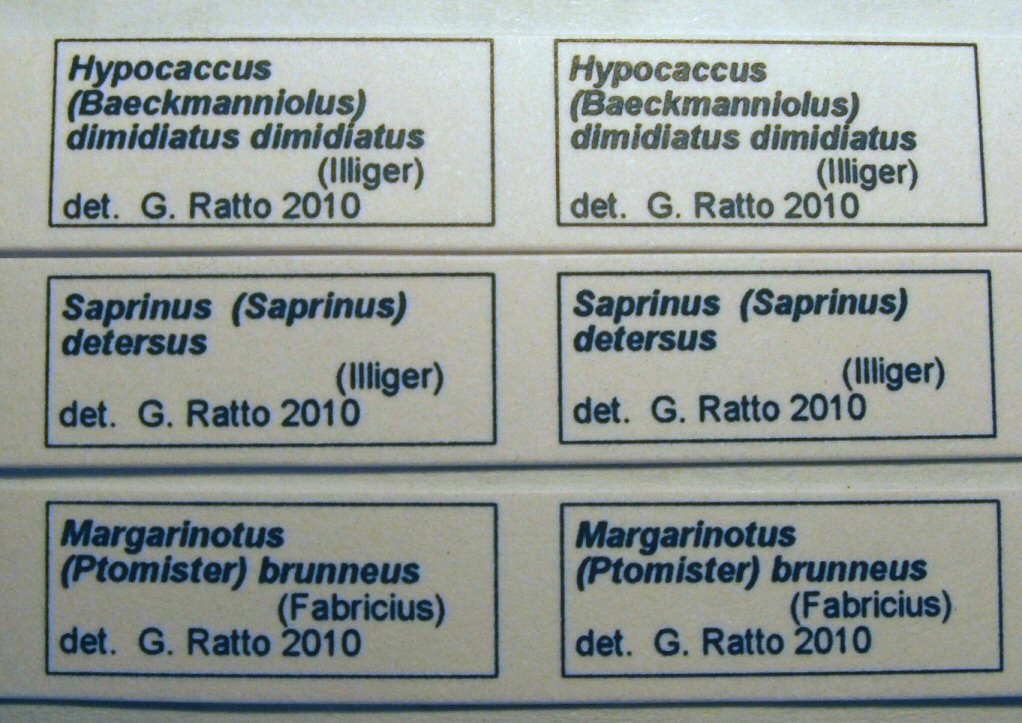 Hypocaccus
(Baeckmanniolus)
dimidiatus dimidiatus
(Illiger)
det. G. Ratto 2010
Hypocaccus
(Baeckmanniolus)
dimidiatus dimidiatus
(Illiger)
det. G. Ratto 2010
Saprinus (Saprinus)
detersus
(Illiger)
det. G. Ratto 2010
Saprinus (Saprinus)
detersus
(Illiger)
det. G. Ratto 2010
Margarinotus
(Ptomister) brunneus
(Fabricius)
det. G. Ratto 2010
Margarinotus
(Ptomister) brunneus
(Fabricius)
det. G. Ratto 2010